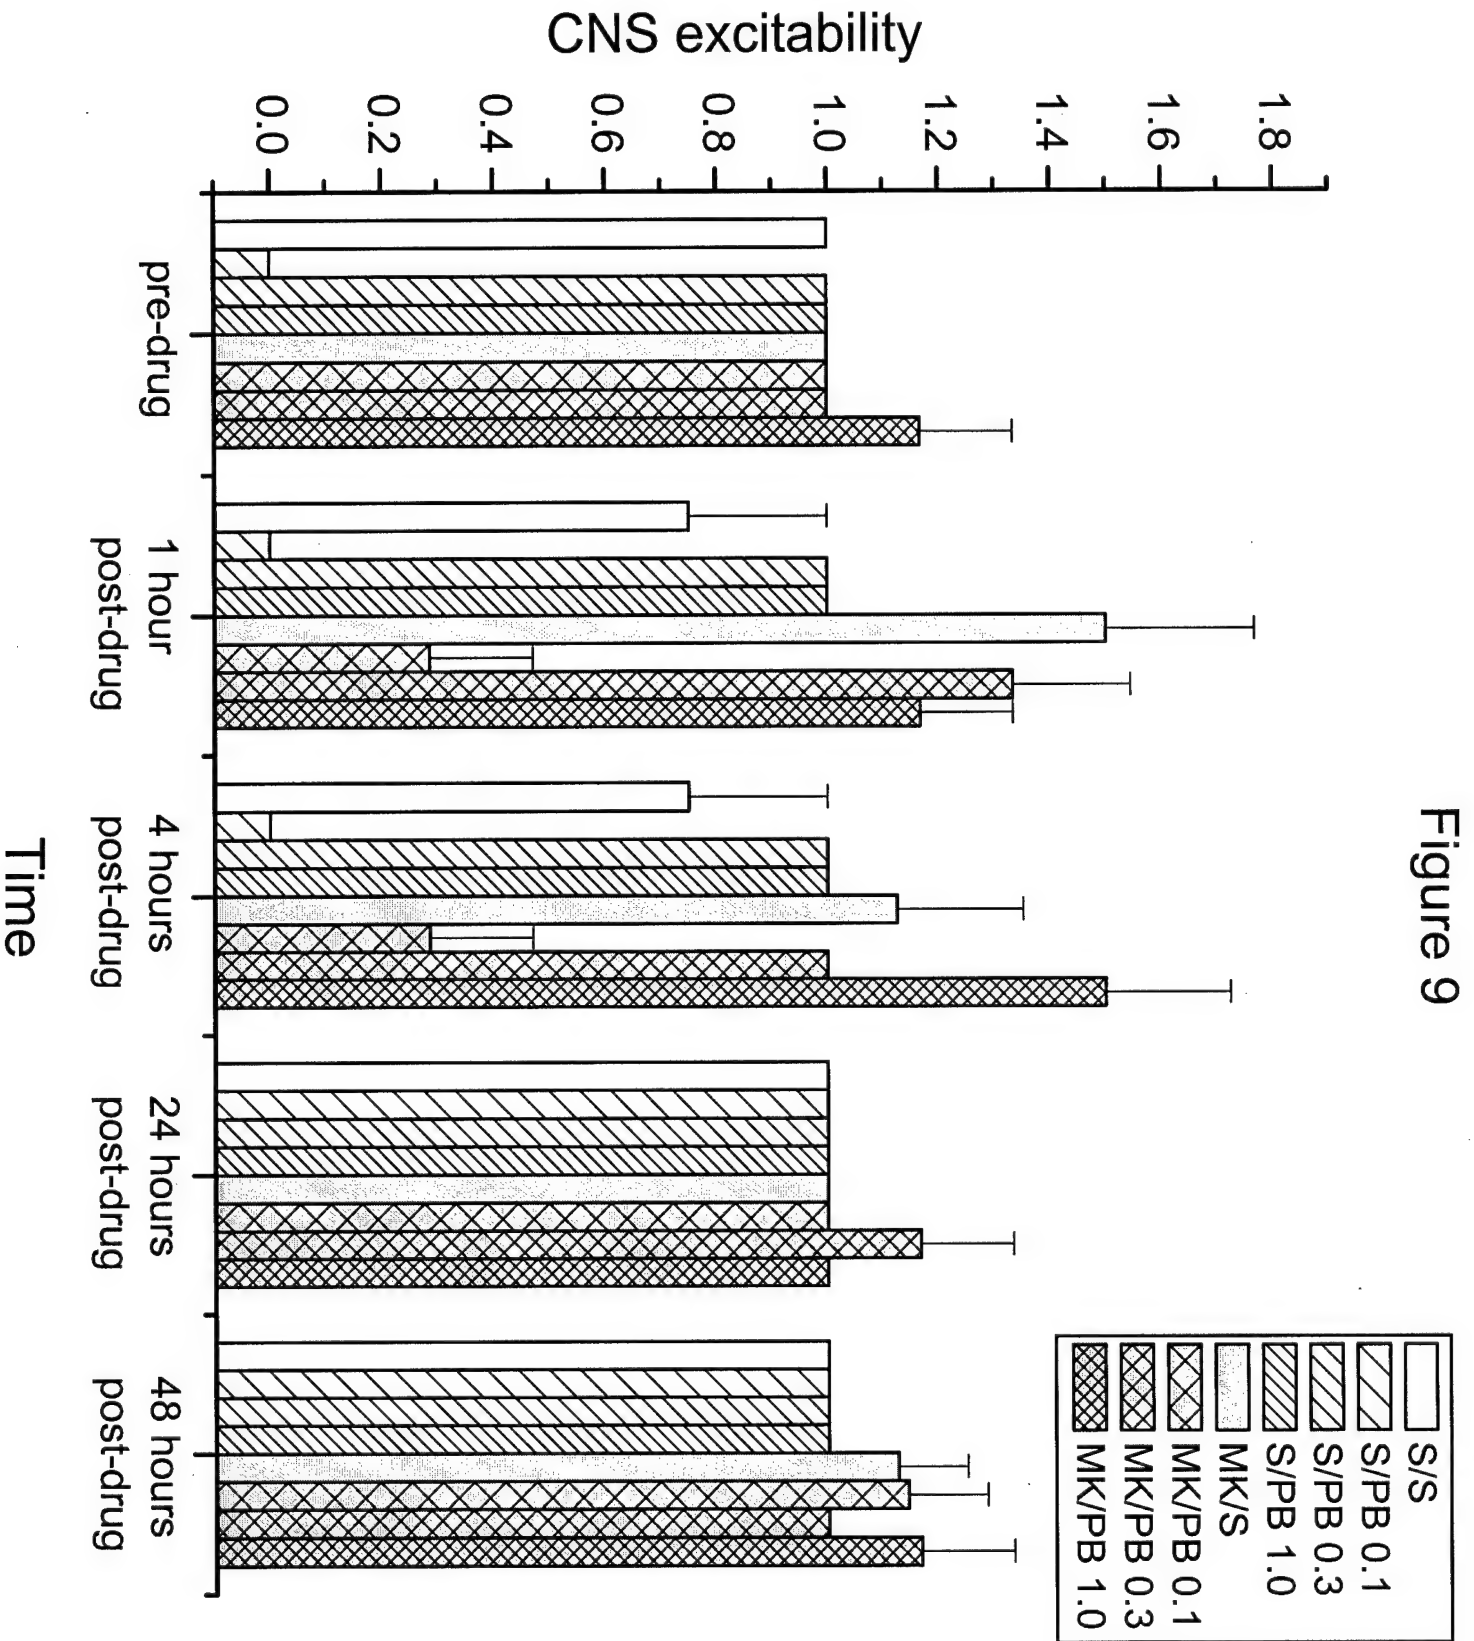 Figure 9
CNS excitability
1.8
1.6
1.4
1.2
1.0
0.8
0.6
0.4
0.2
0.0
pre-drug
1 hour
post-drug
4 hours
post-drug
24 hours
post-drug
48 hours
post-drug
Time
S/S
S/PB 0.1
S/PB 0.3
S/PB 1.0
MK/S
MK/PB 0.1
MK/PB 0.3
MK/PB 1.0